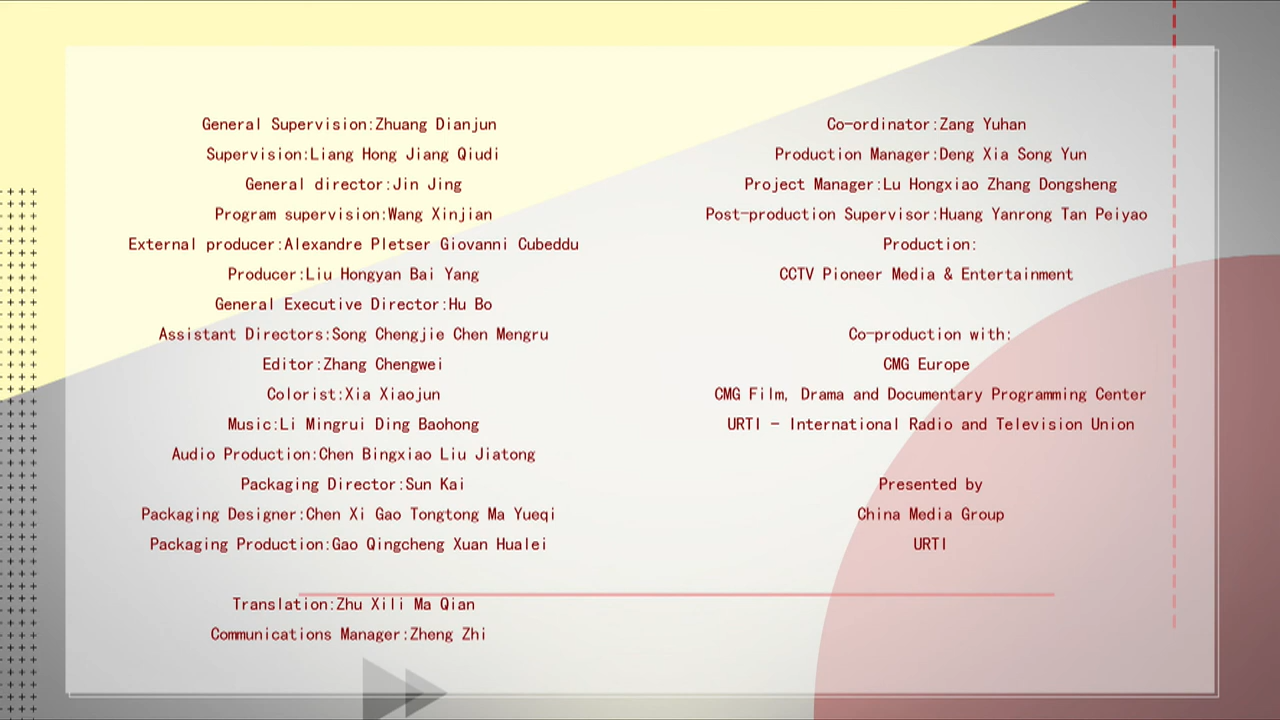 General Supervision:Zhuang Dianjun
Supervision:Liang Hong Jiang Qiudi
General director:Jin Jing
Program supervision:Wang Xinjian
External producer:Alexandre Pletser Giovanni Cubeddu
Producer:Liu Hongyan Bai Yang
General Executive Director:Hu Bo
Assistant Directors:Song Chengjie Chen Mengru
Editor:Zhang Chengwei
Colorist:Xia Xiaojun
Music:Li Mingrui Ding Baohong
Audio Production:Chen Bingxiao Liu Jiatong
Packaging Director:Sun Kai
Packaging Designer:Chen Xi Gao Tongtong Ma Yueqi
Packaging Production:Gao Qingcheng Xuan Hualei
Translation:Zhu Xili Ma Qian
Communications Manager:Zheng Zhi
Co-ordinator:Zang Yuhan
Production Manager:Deng Xia Song Yun
Project Manager:Lu Hongxiao Zhang Dongsheng
Post-production Supervisor:Huang Yanrong Tan Peiyao
Production:
CCTV Pioneer Media & Entertainment
Co-production with:
CMG Europe
CMG Film, Drama and Documentary Programming Center
URTI - International Radio and Television Union
Presented by
China Media Group
URTI